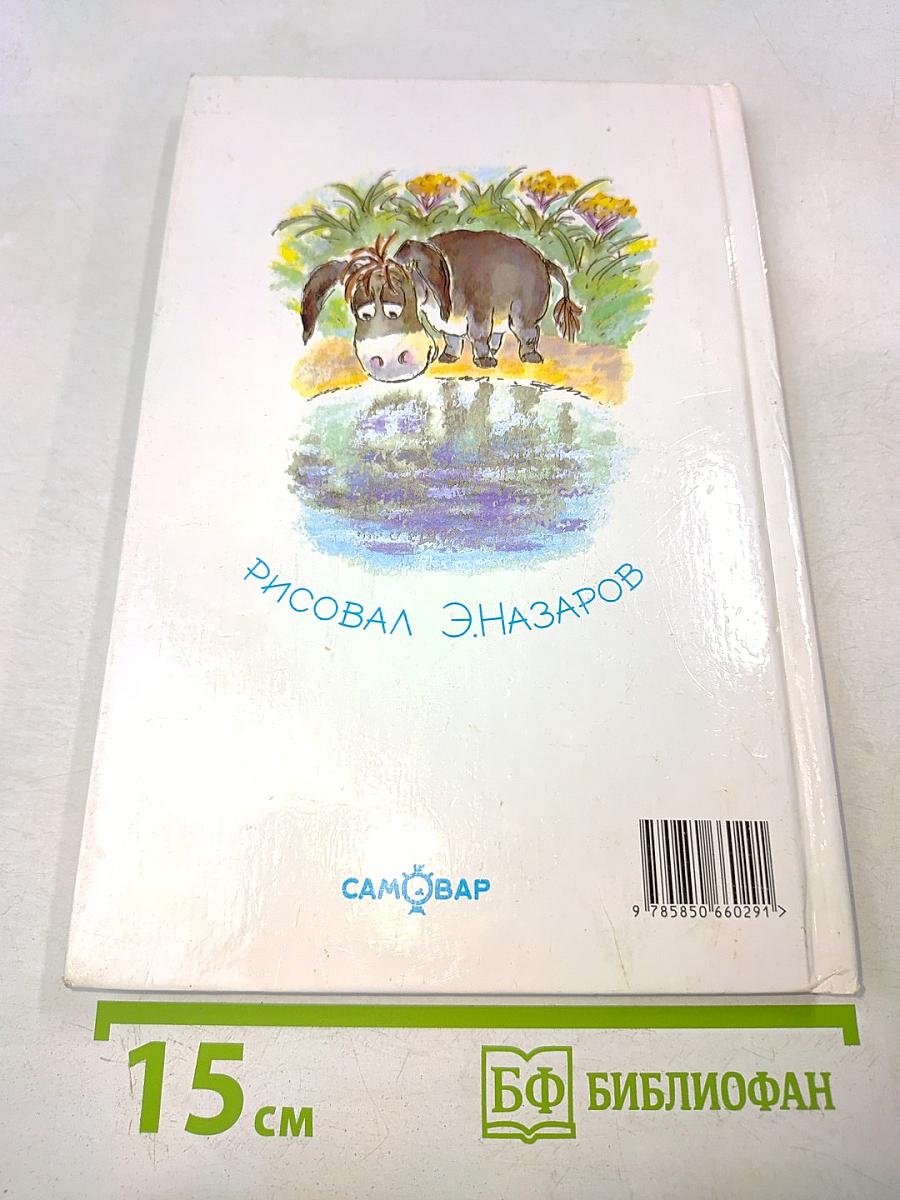 РИСОВАЛ Э.НАЗАРОВ
САМОВАР
9 785850 660291 >
15 см
БФ БИБЛИОФАН